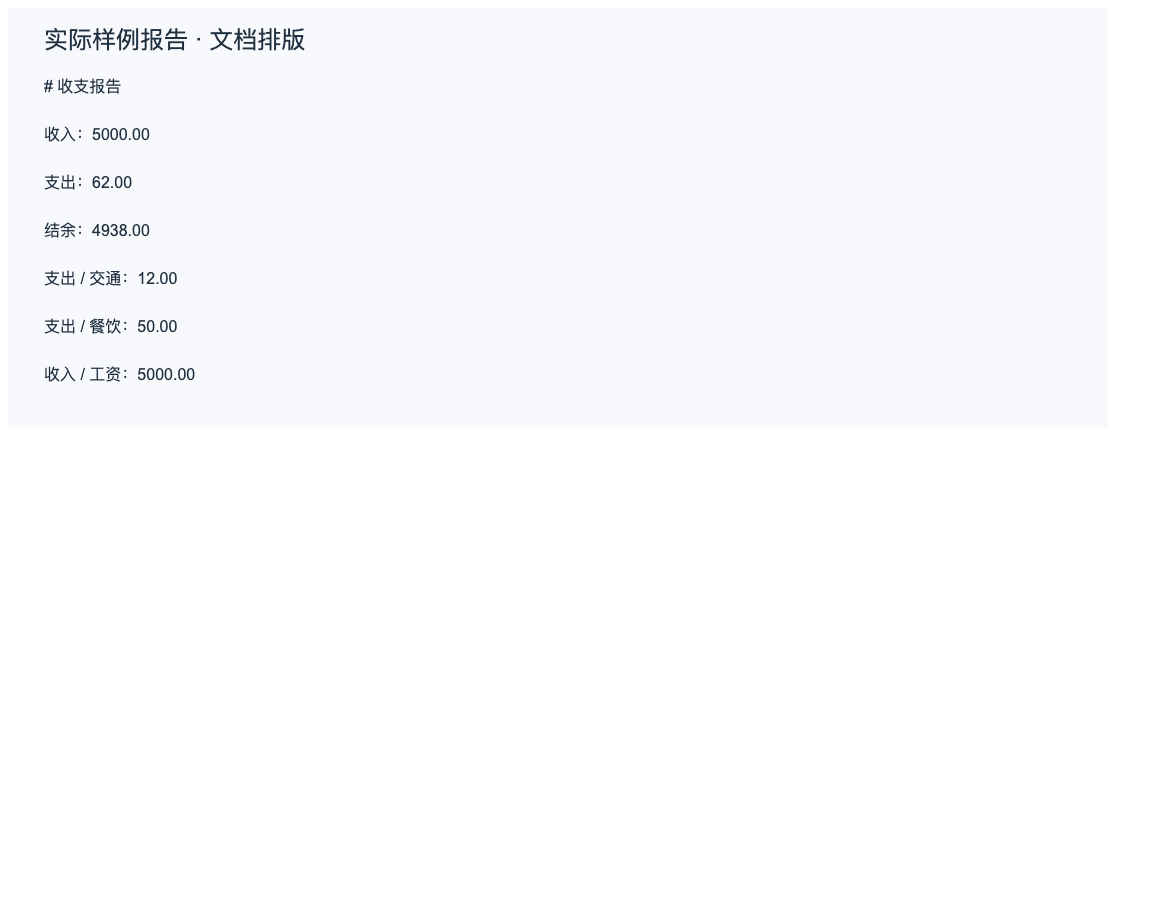 实际样例报告 · 文档排版
# 收支报告
收入：5000.00
支出：62.00
结余：4938.00
支出 / 交通：12.00
支出 / 餐饮：50.00
收入 / 工资：5000.00